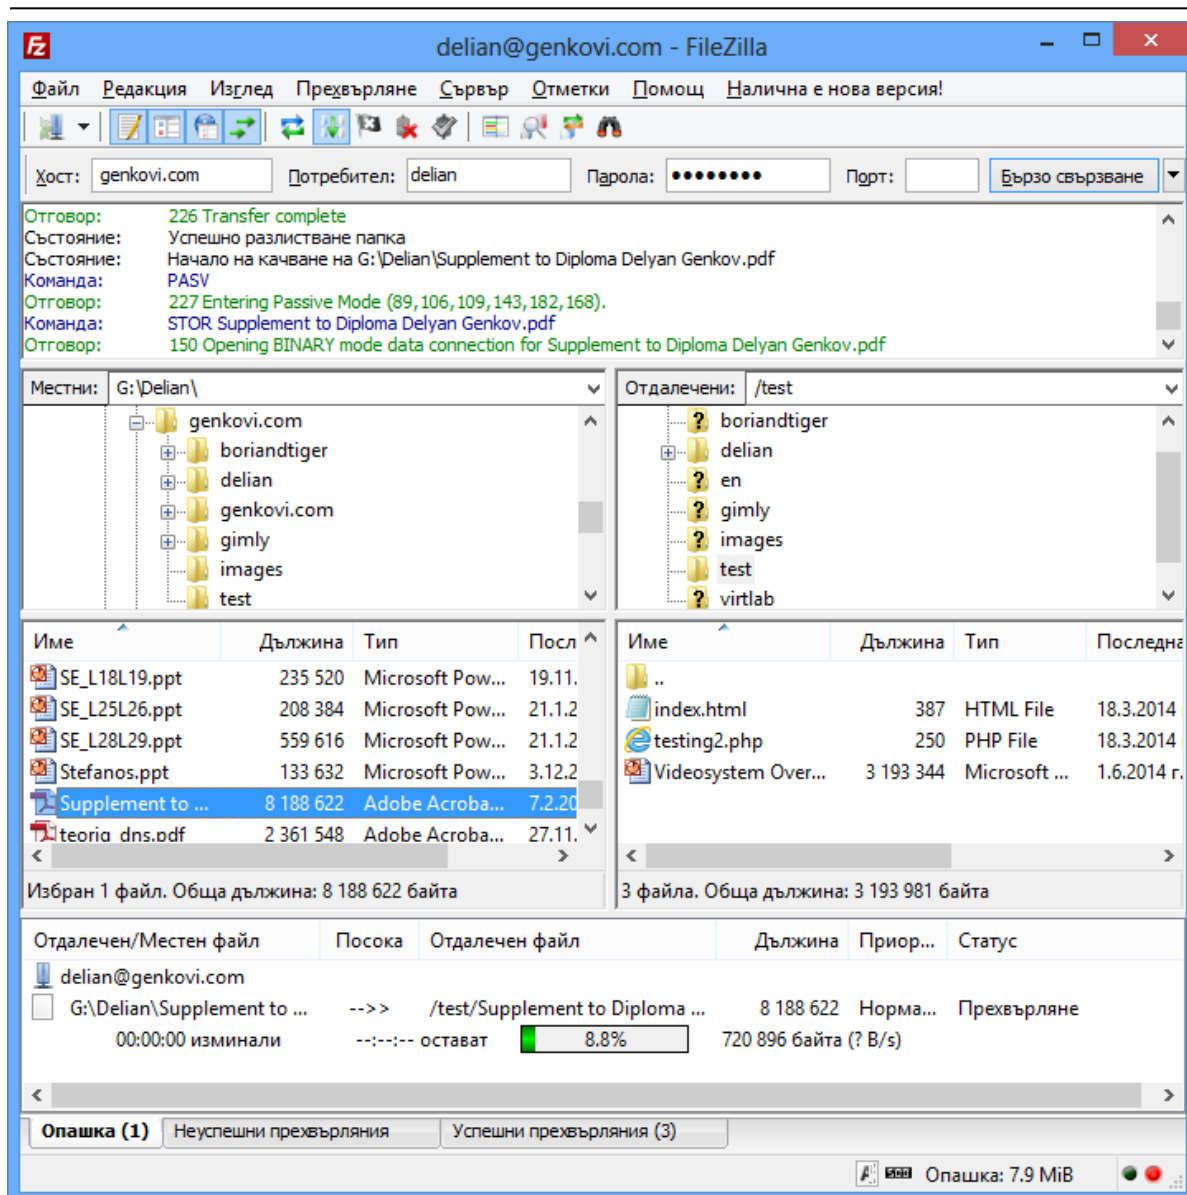 delian@genkovi.com - FileZilla
Файл Редакция Изглед Прехвърляне Сървър Отметки Помощ Налична е нова версия!
Хост: genkovi.com Потребител: delian Парола: •••••••• Порт: Бързо свързване
Отговор: 226 Transfer complete
Състояние: Успешно разлистване папка
Състояние: Начало на качване на G:\Delian\Supplement to Diploma Delyan Genkov.pdf
Команда: PASV
Отговор: 227 Entering Passive Mode (89,106,109,143,182,168).
Команда: STOR Supplement to Diploma Delyan Genkov.pdf
Отговор: 150 Opening BINARY mode data connection for Supplement to Diploma Delyan Genkov.pdf
Местни: G:\Delian\
genkovi.com
boriandtiger
delian
genkovi.com
gimly
images
test
Отдалечени: /test
boriandtiger
delian
en
gimly
images
test
virtlab
Име Дължина Тип Посл
SE_L18L19.ppt 235 520 Microsoft Pow... 19.11.
SE_L25L26.ppt 208 384 Microsoft Pow... 21.1.2
SE_L28L29.ppt 559 616 Microsoft Pow... 21.1.2
Stefanos.ppt 133 632 Microsoft Pow... 3.12.2
Supplement to ... 8 188 622 Adobe Acroba... 7.2.20
teoria_dns.pdf 2 361 548 Adobe Acroba... 27.11.
Избран 1 файл. Обща дължина: 8 188 622 байта
Име Дължина Тип Последна
..
index.html 387 HTML File 18.3.2014
testing2.php 250 PHP File 18.3.2014
Videosystem Over... 3 193 344 Microsoft ... 1.6.2014 г.
3 файла. Обща дължина: 3 193 981 байта
Отдалечен/Местен файл Посока Отдалечен файл Дължина Приор... Статус
delian@genkovi.com
G:\Delian\Supplement to ... -->> /test/Supplement to Diploma ... 8 188 622 Норма... Прехвърляне
00:00:00 изминали --:--:-- остават 8.8% 720 896 байта (? B/s)
Опашка (1) Неуспешни прехвърляния Успешни прехвърляния (3)
Опашка: 7.9 MiB